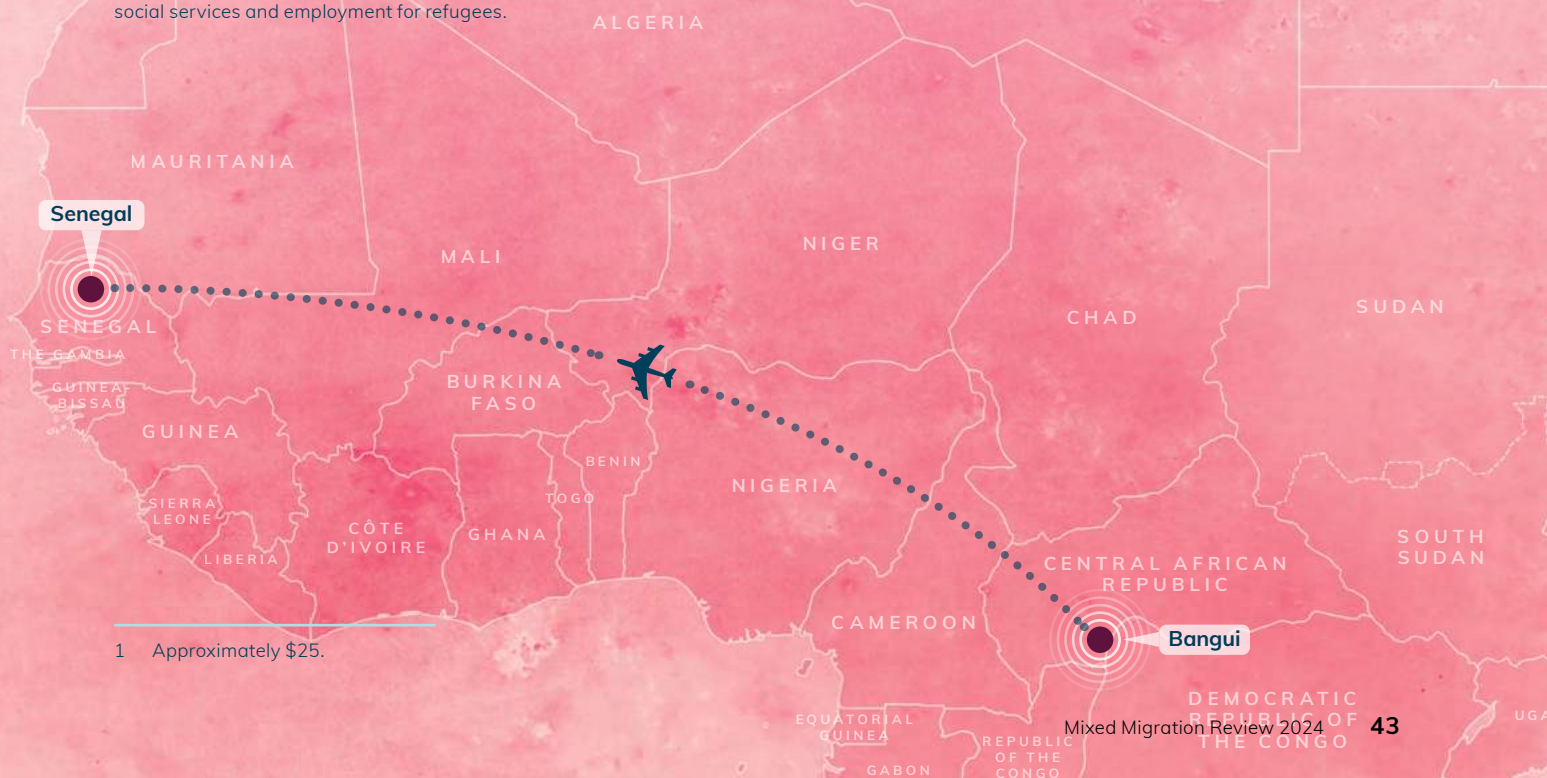 social services and employment for refugees.
ALGERIA
MAURITANIA
Senegal
MALI
NIGER
CHAD
SUDAN
SENEGAL
THE GAMBIA
GUINEA-
BISSAU
BURKINA
FASO
GUINEA
BENIN
NIGERIA
TOGO
SIERRA
LEONE
CÔTE
D'IVOIRE
GHANA
LIBERIA
SOUTH
SUDAN
CENTRAL AFRICAN
REPUBLIC
CAMEROON
Bangui
1 Approximately $25.
DEMOCRATIC
REPUBLIC OF
THE CONGO
EQUATORIAL
GUINEA
REPUBLIC
OF THE
CONGO
GABON
UGA
Mixed Migration Review 2024 43